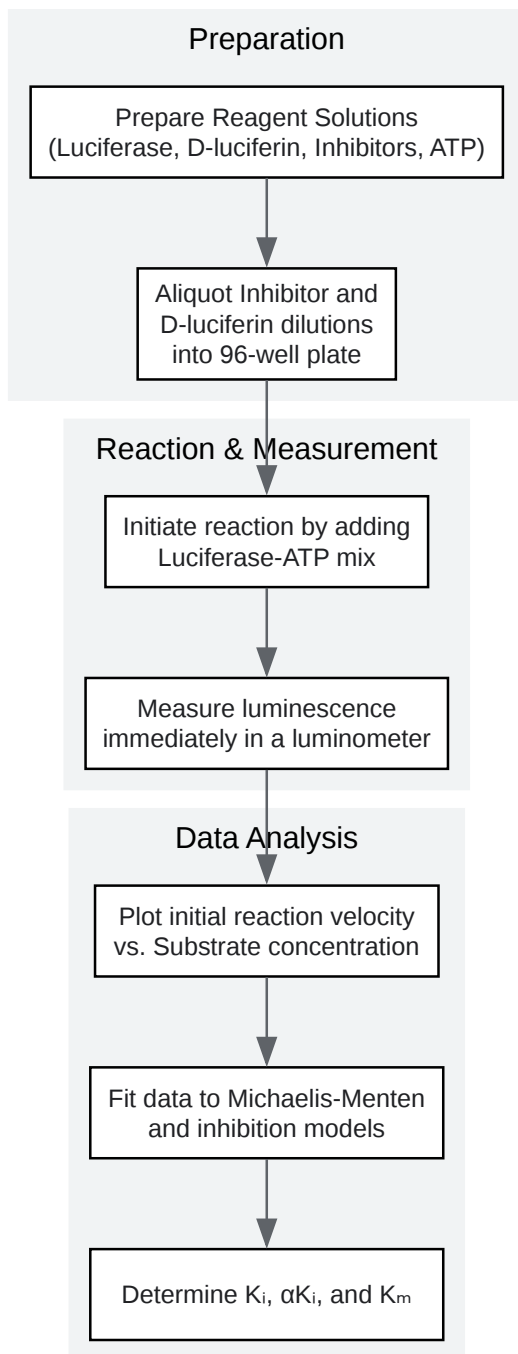 Preparation
Prepare Reagent Solutions
(Luciferase, D-luciferin, Inhibitors, ATP)
Aliquot Inhibitor and
D-luciferin dilutions
into 96-well plate
Reaction & Measurement
Initiate reaction by adding
Luciferase-ATP mix
Measure luminescence
immediately in a luminometer
Data Analysis
Plot initial reaction velocity
vs. Substrate concentration
Fit data to Michaelis-Menten
and inhibition models
Determine Kᵢ, αKᵢ, and Kₘ